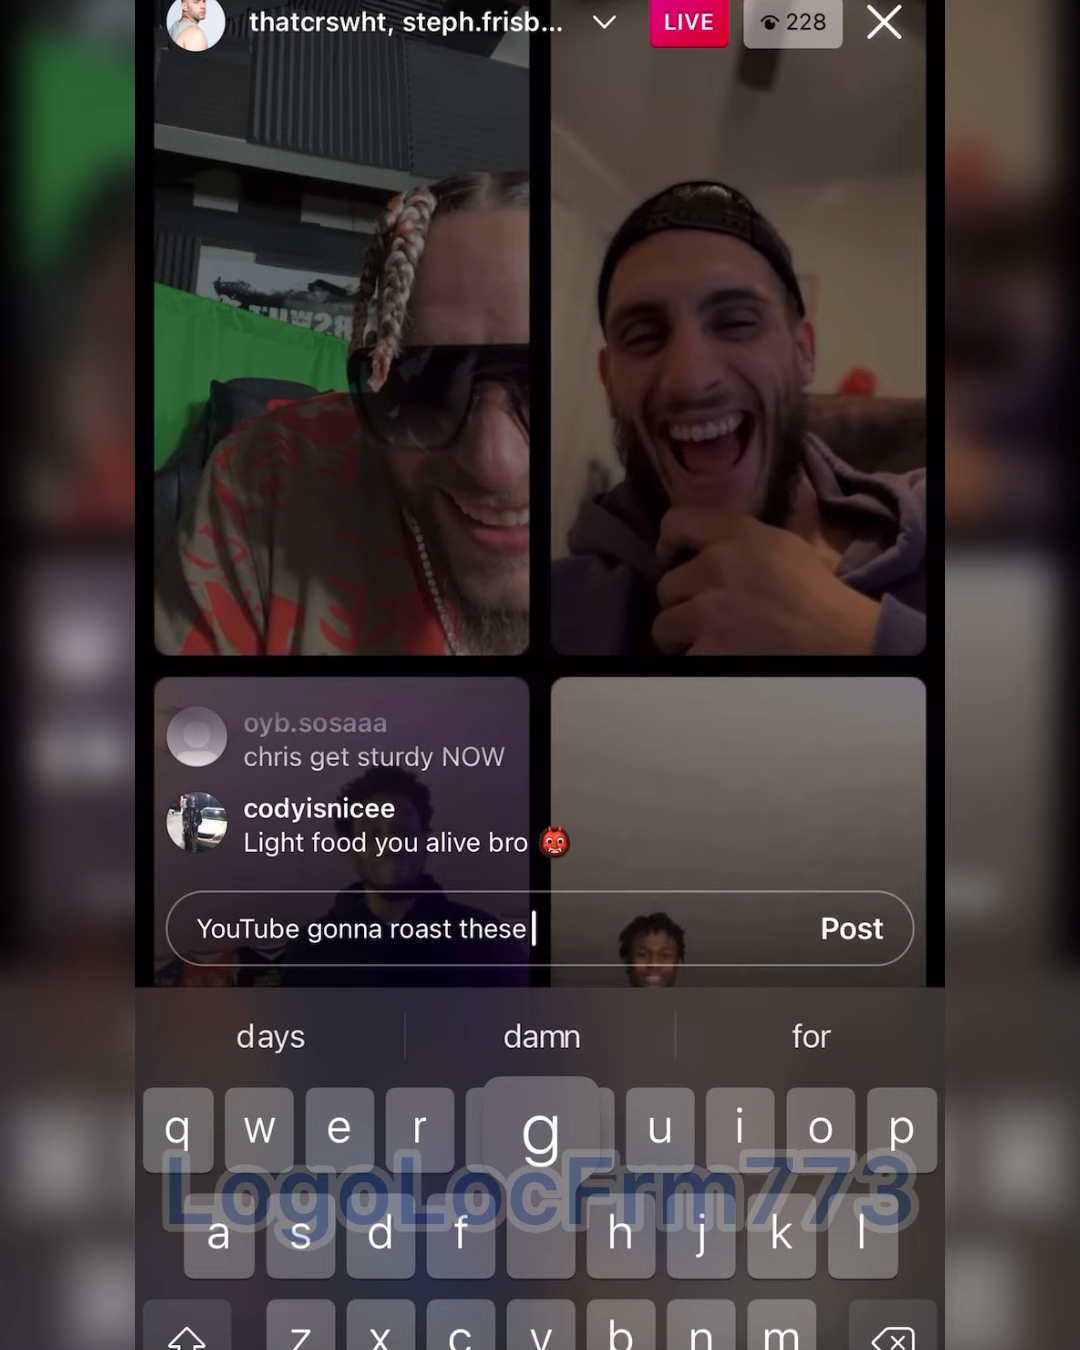 thatcrswht, steph.frisb...
LIVE
228
oyb.sosaaa
chris get sturdy NOW
codyisnicee
Light food you alive bro 👹
YouTube gonna roast these
Post
days damn for
q w e r g u i o p
LogoLocFrm773
a s d f h j k l
z x c v b n m